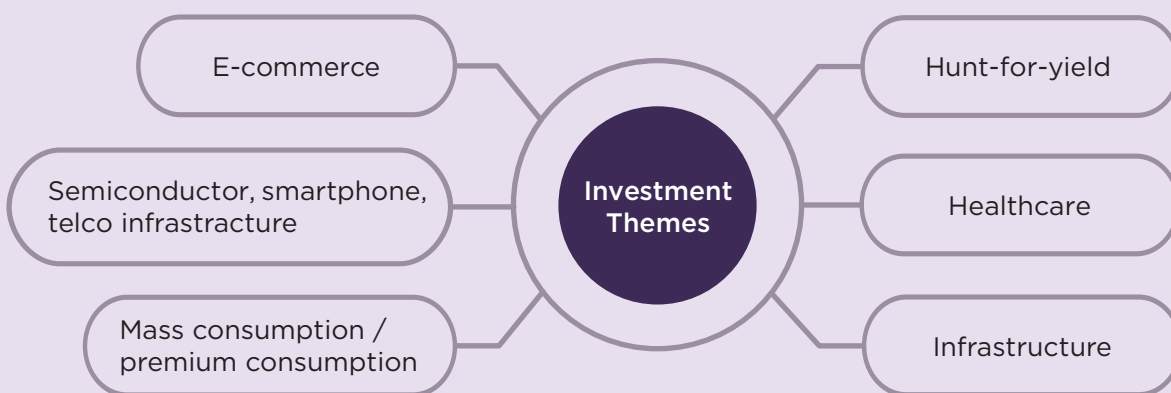 E-commerce
Semiconductor, smartphone,
telco infrastracture
Mass consumption /
premium consumption
Investment
Themes
Hunt-for-yield
Healthcare
Infrastructure